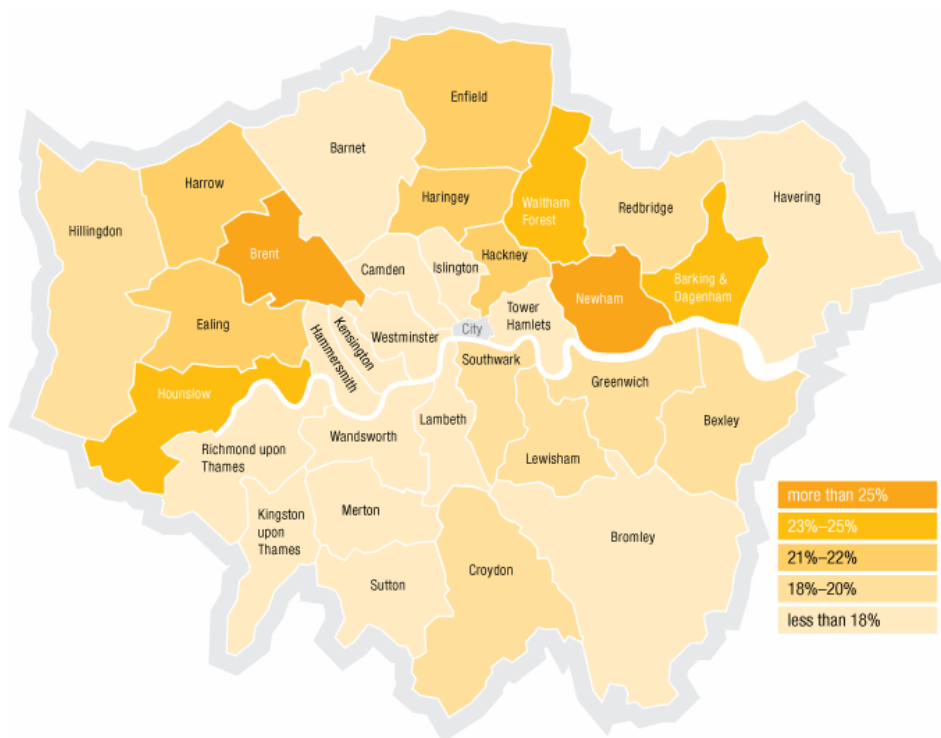 Enfield
Barnet
Harrow
Haringey
Waltham
Forest
Redbridge
Havering
Hillingdon
Brent
Camden
Islington
Hackney
Newham
Barking &
Dagenham
Ealing
Hammersmith
Kensington
Westminster
City
Tower
Hamlets
Southwark
Greenwich
Hounslow
Bexley
Lambeth
Wandsworth
Richmond upon
Thames
Lewisham
Kingston
upon
Thames
Merton
Bromley
Croydon
Sutton
more than 25%
23%–25%
21%–22%
18%–20%
less than 18%